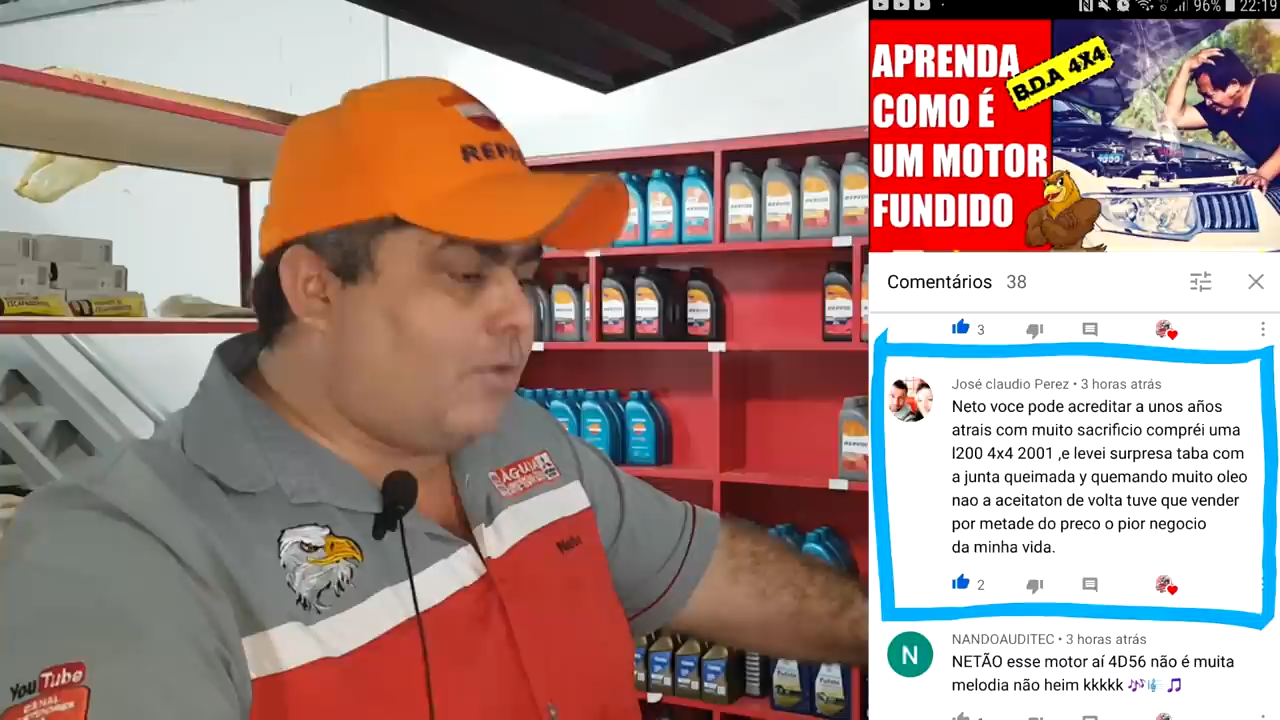 96% 22:19
APRENDA
COMO É
UM MOTOR
FUNDIDO
B.D.A 4X4
Comentários 38
3
José claudio Perez • 3 horas atrás
Neto voce pode acreditar a unos años
atrais com muito sacrificio compréi uma
l200 4x4 2001 ,e levei surpresa taba com
a junta queimada y quemando muito oleo
nao a aceitaton de volta tuve que vender
por metade do preco o pior negocio
da minha vida.
2
N
NANDOAUDITEC • 3 horas atrás
NETÃO esse motor aí 4D56 não é muita
melodia não heim kkkkk
ÁGUIA
Neto
YouTube
CANAL